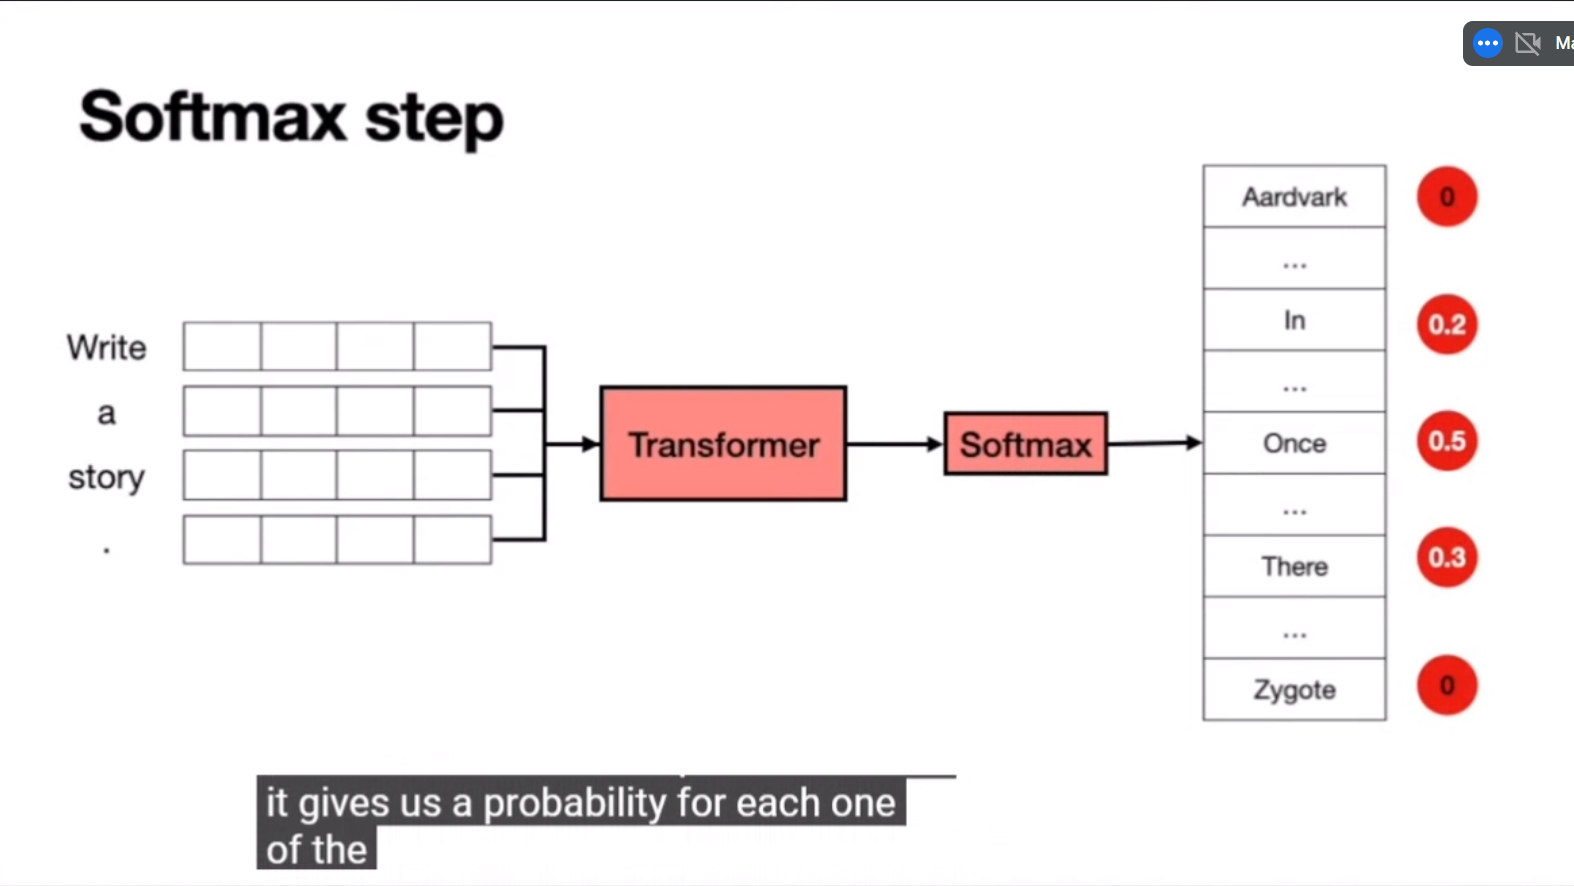 Ma
Softmax step
Write
a
story
.
Transformer
Softmax
Aardvark
0
...
In
0.2
...
Once
0.5
...
There
0.3
...
Zygote
0
it gives us a probability for each one
of the